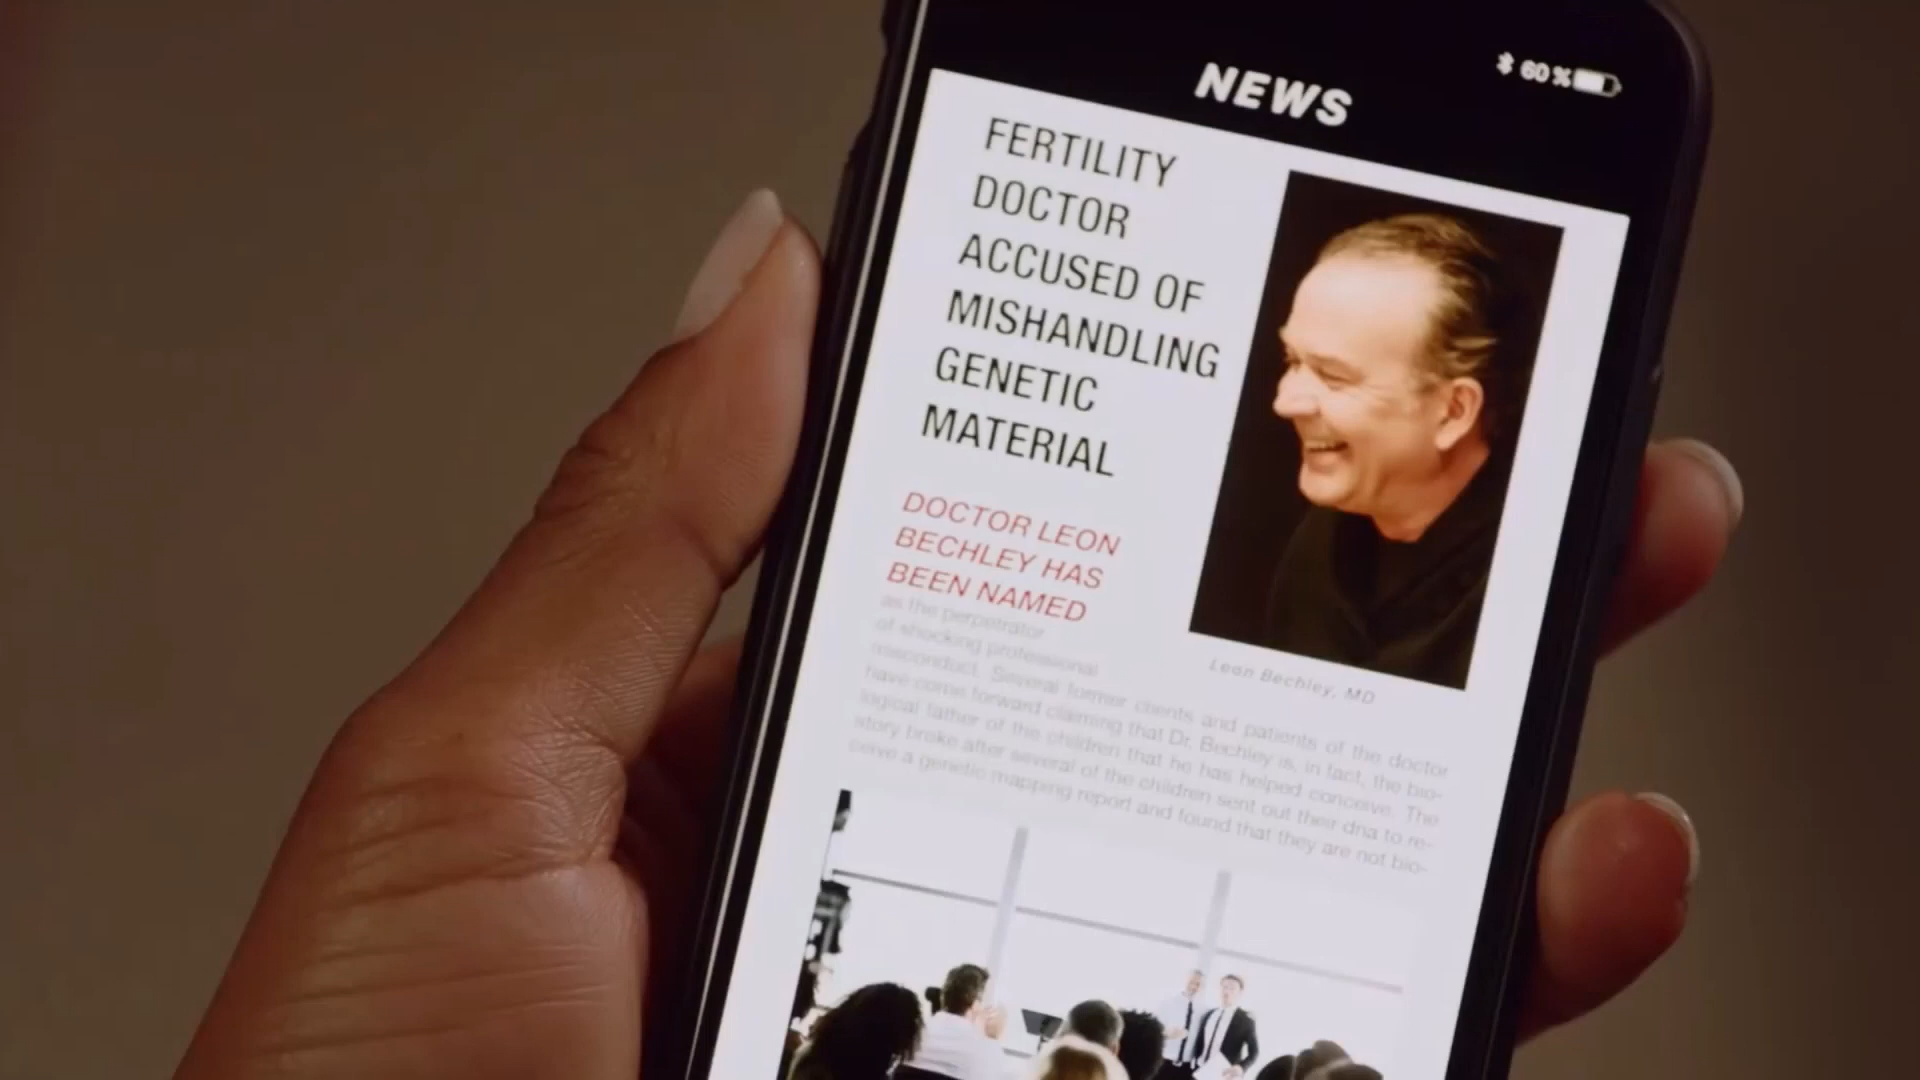 NEWS
60%
FERTILITY
DOCTOR
ACCUSED OF
MISHANDLING
GENETIC
MATERIAL
DOCTOR LEON
BECHLEY HAS
BEEN NAMED
as the perpetrator
of shocking professional
misconduct. Several former clients and patients of the doctor
have come forward claiming that Dr. Bechley is, in fact, the bio-
logical father of the children that he has helped conceive. The
story broke after several of the children sent out their dna to re-
ceive a genetic mapping report and found that they are not bio-
Leon Bechley, MD